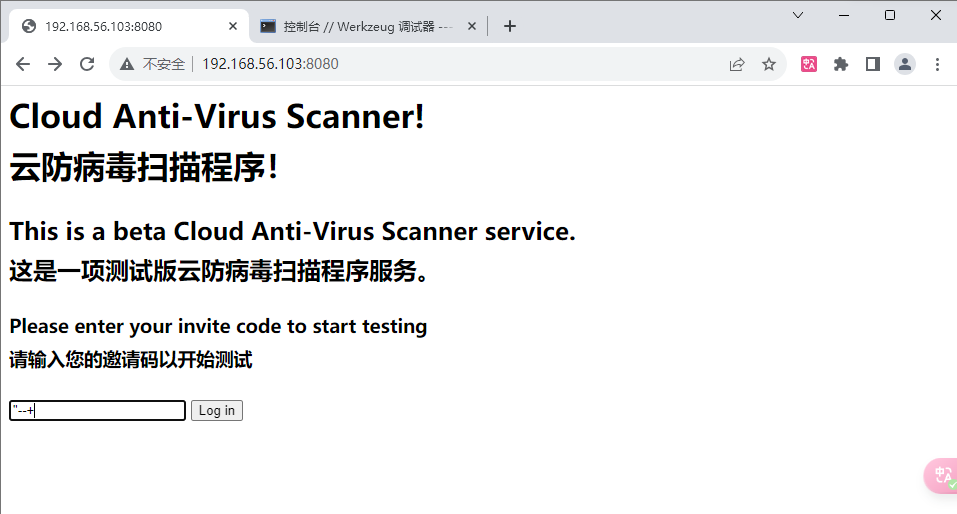 192.168.56.103:8080
控制台 // Werkzeug 调试器
不安全
192.168.56.103:8080
Cloud Anti-Virus Scanner!
云防病毒扫描程序！
This is a beta Cloud Anti-Virus Scanner service.
这是一项测试版云防病毒扫描程序服务。
Please enter your invite code to start testing
请输入您的邀请码以开始测试
"--+
Log in